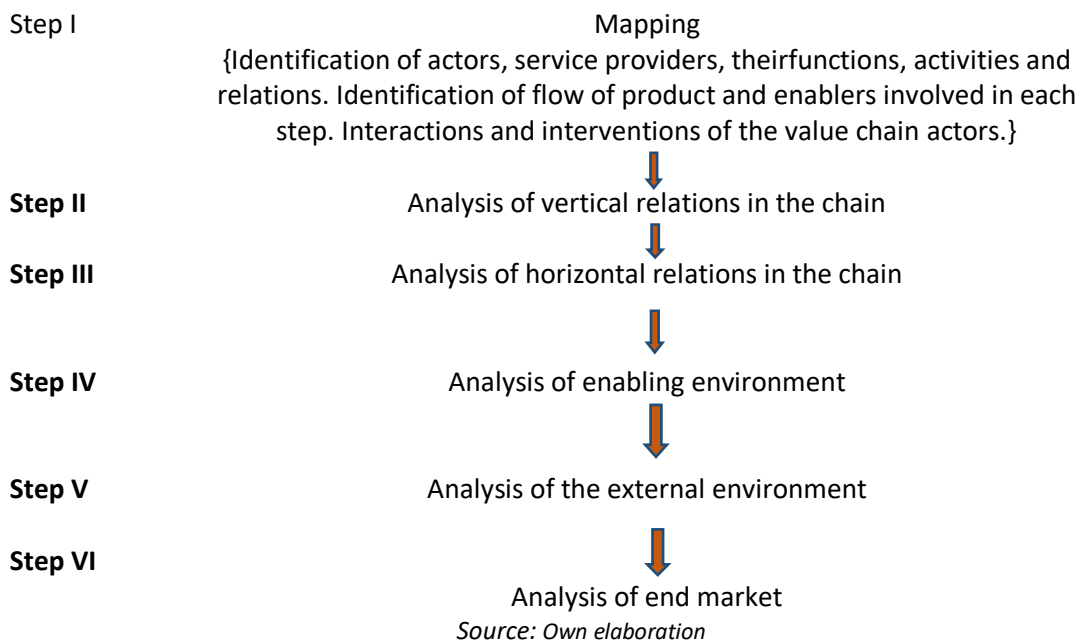 Step I Mapping
{Identification of actors, service providers, theirfunctions, activities and
relations. Identification of flow of product and enablers involved in each
step. Interactions and interventions of the value chain actors.}
Step II Analysis of vertical relations in the chain
Step III Analysis of horizontal relations in the chain
Step IV Analysis of enabling environment
Step V Analysis of the external environment
Step VI
Analysis of end market
Source: Own elaboration